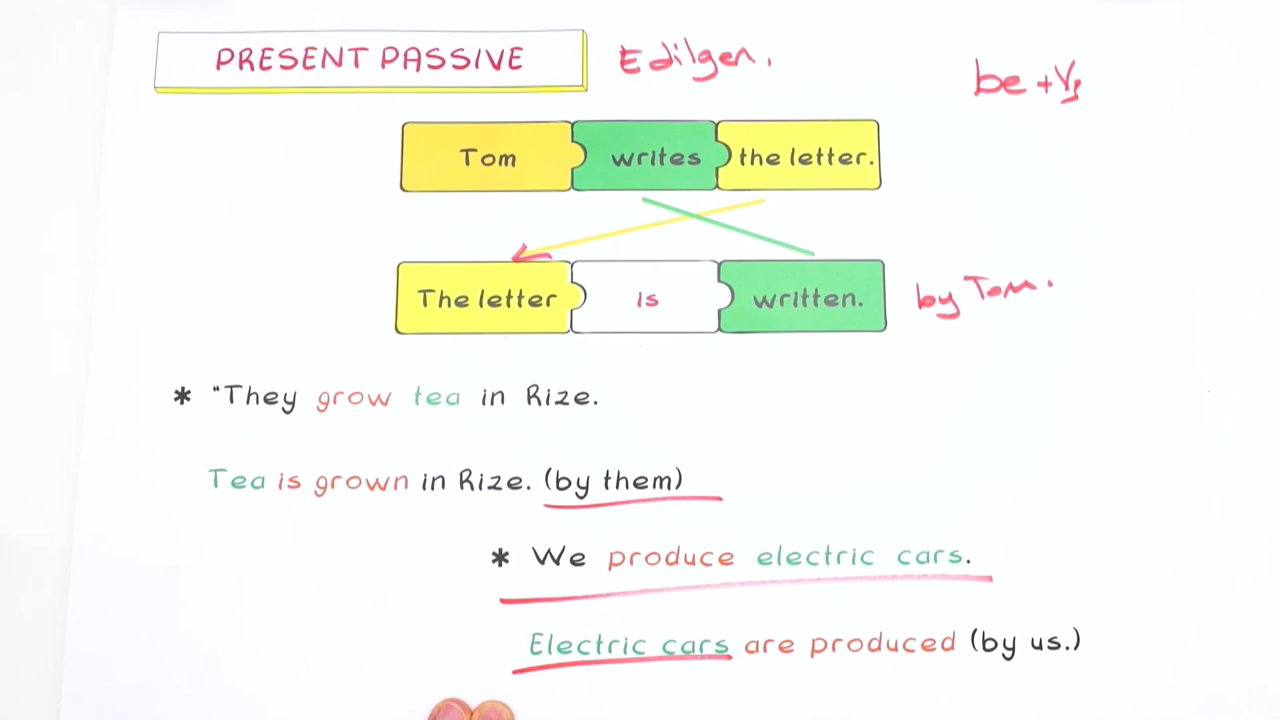 PRESENT PASSIVE Edilgen. be + V3
Tom writes the letter.
The letter is written. by Tom.
* "They grow tea in Rize.
Tea is grown in Rize. (by them)
* We produce electric cars.
Electric cars are produced (by us.)